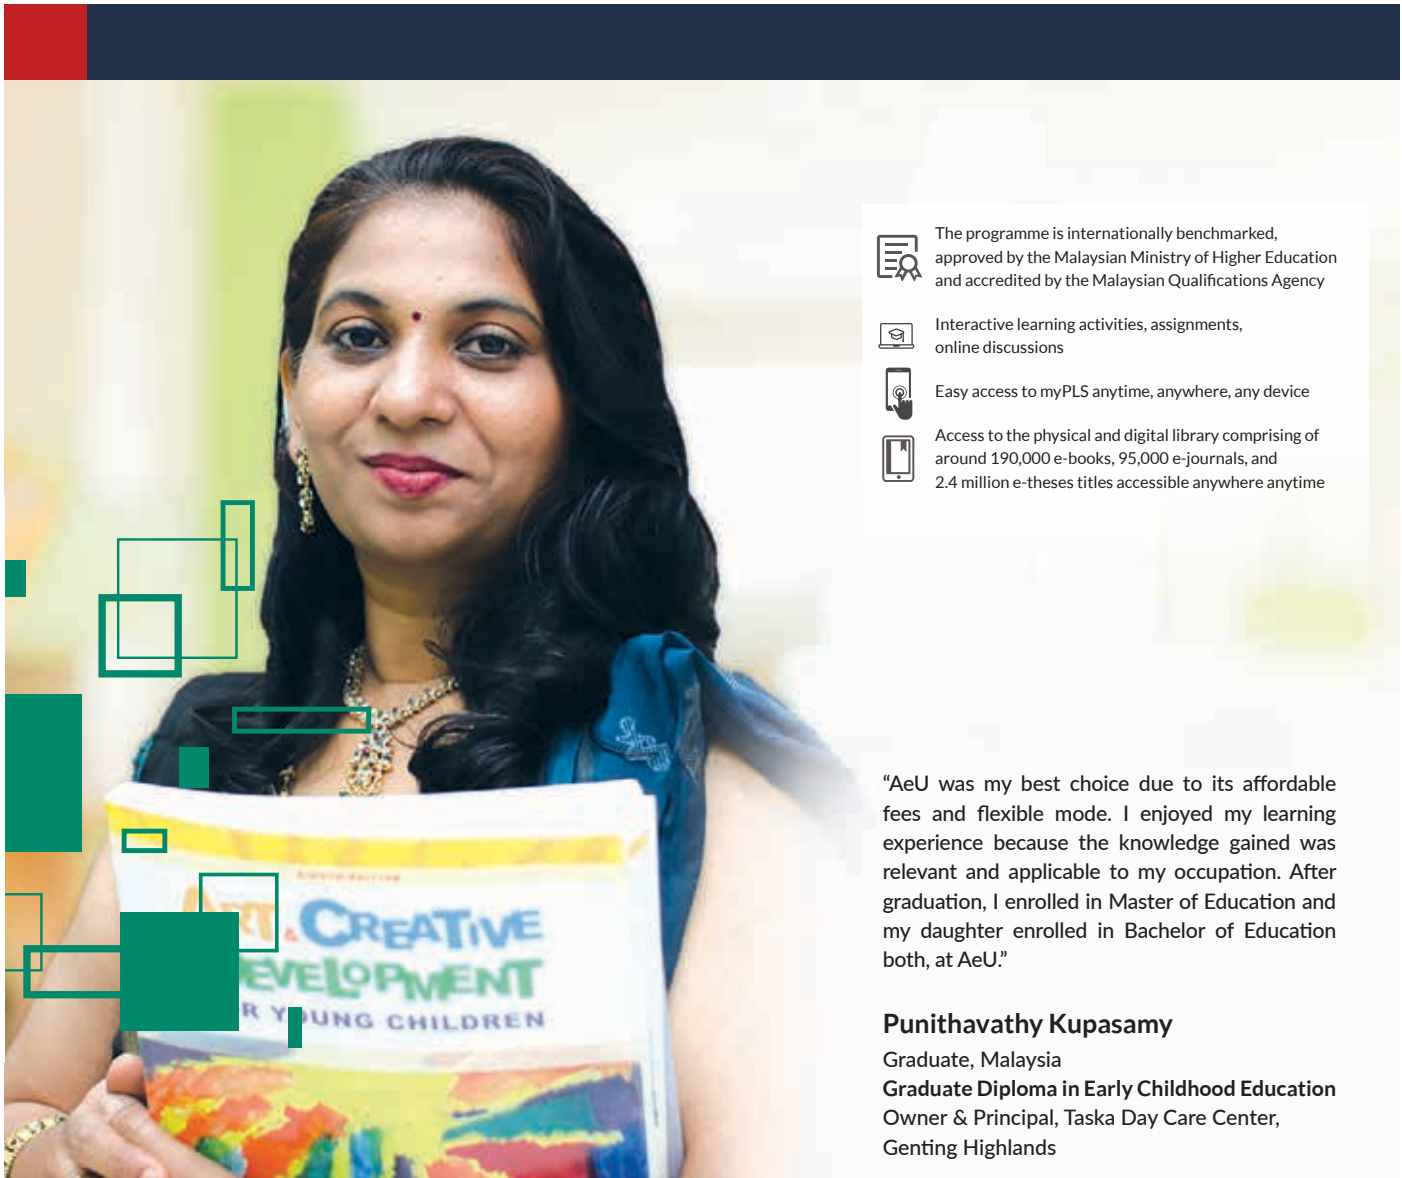 The programme is internationally benchmarked,
approved by the Malaysian Ministry of Higher Education
and accredited by the Malaysian Qualifications Agency
Interactive learning activities, assignments,
online discussions
Easy access to myPLS anytime, anywhere, any device
Access to the physical and digital library comprising of
around 190,000 e-books, 95,000 e-journals, and
2.4 million e-theses titles accessible anywhere anytime
“AeU was my best choice due to its affordable
fees and flexible mode. I enjoyed my learning
experience because the knowledge gained was
relevant and applicable to my occupation. After
graduation, I enrolled in Master of Education and
my daughter enrolled in Bachelor of Education
both, at AeU.”
Punithavathy Kupasamy
Graduate, Malaysia
Graduate Diploma in Early Childhood Education
Owner & Principal, Taska Day Care Center,
Genting Highlands
ART & CREATIVE
DEVELOPMENT
YOUNG CHILDREN